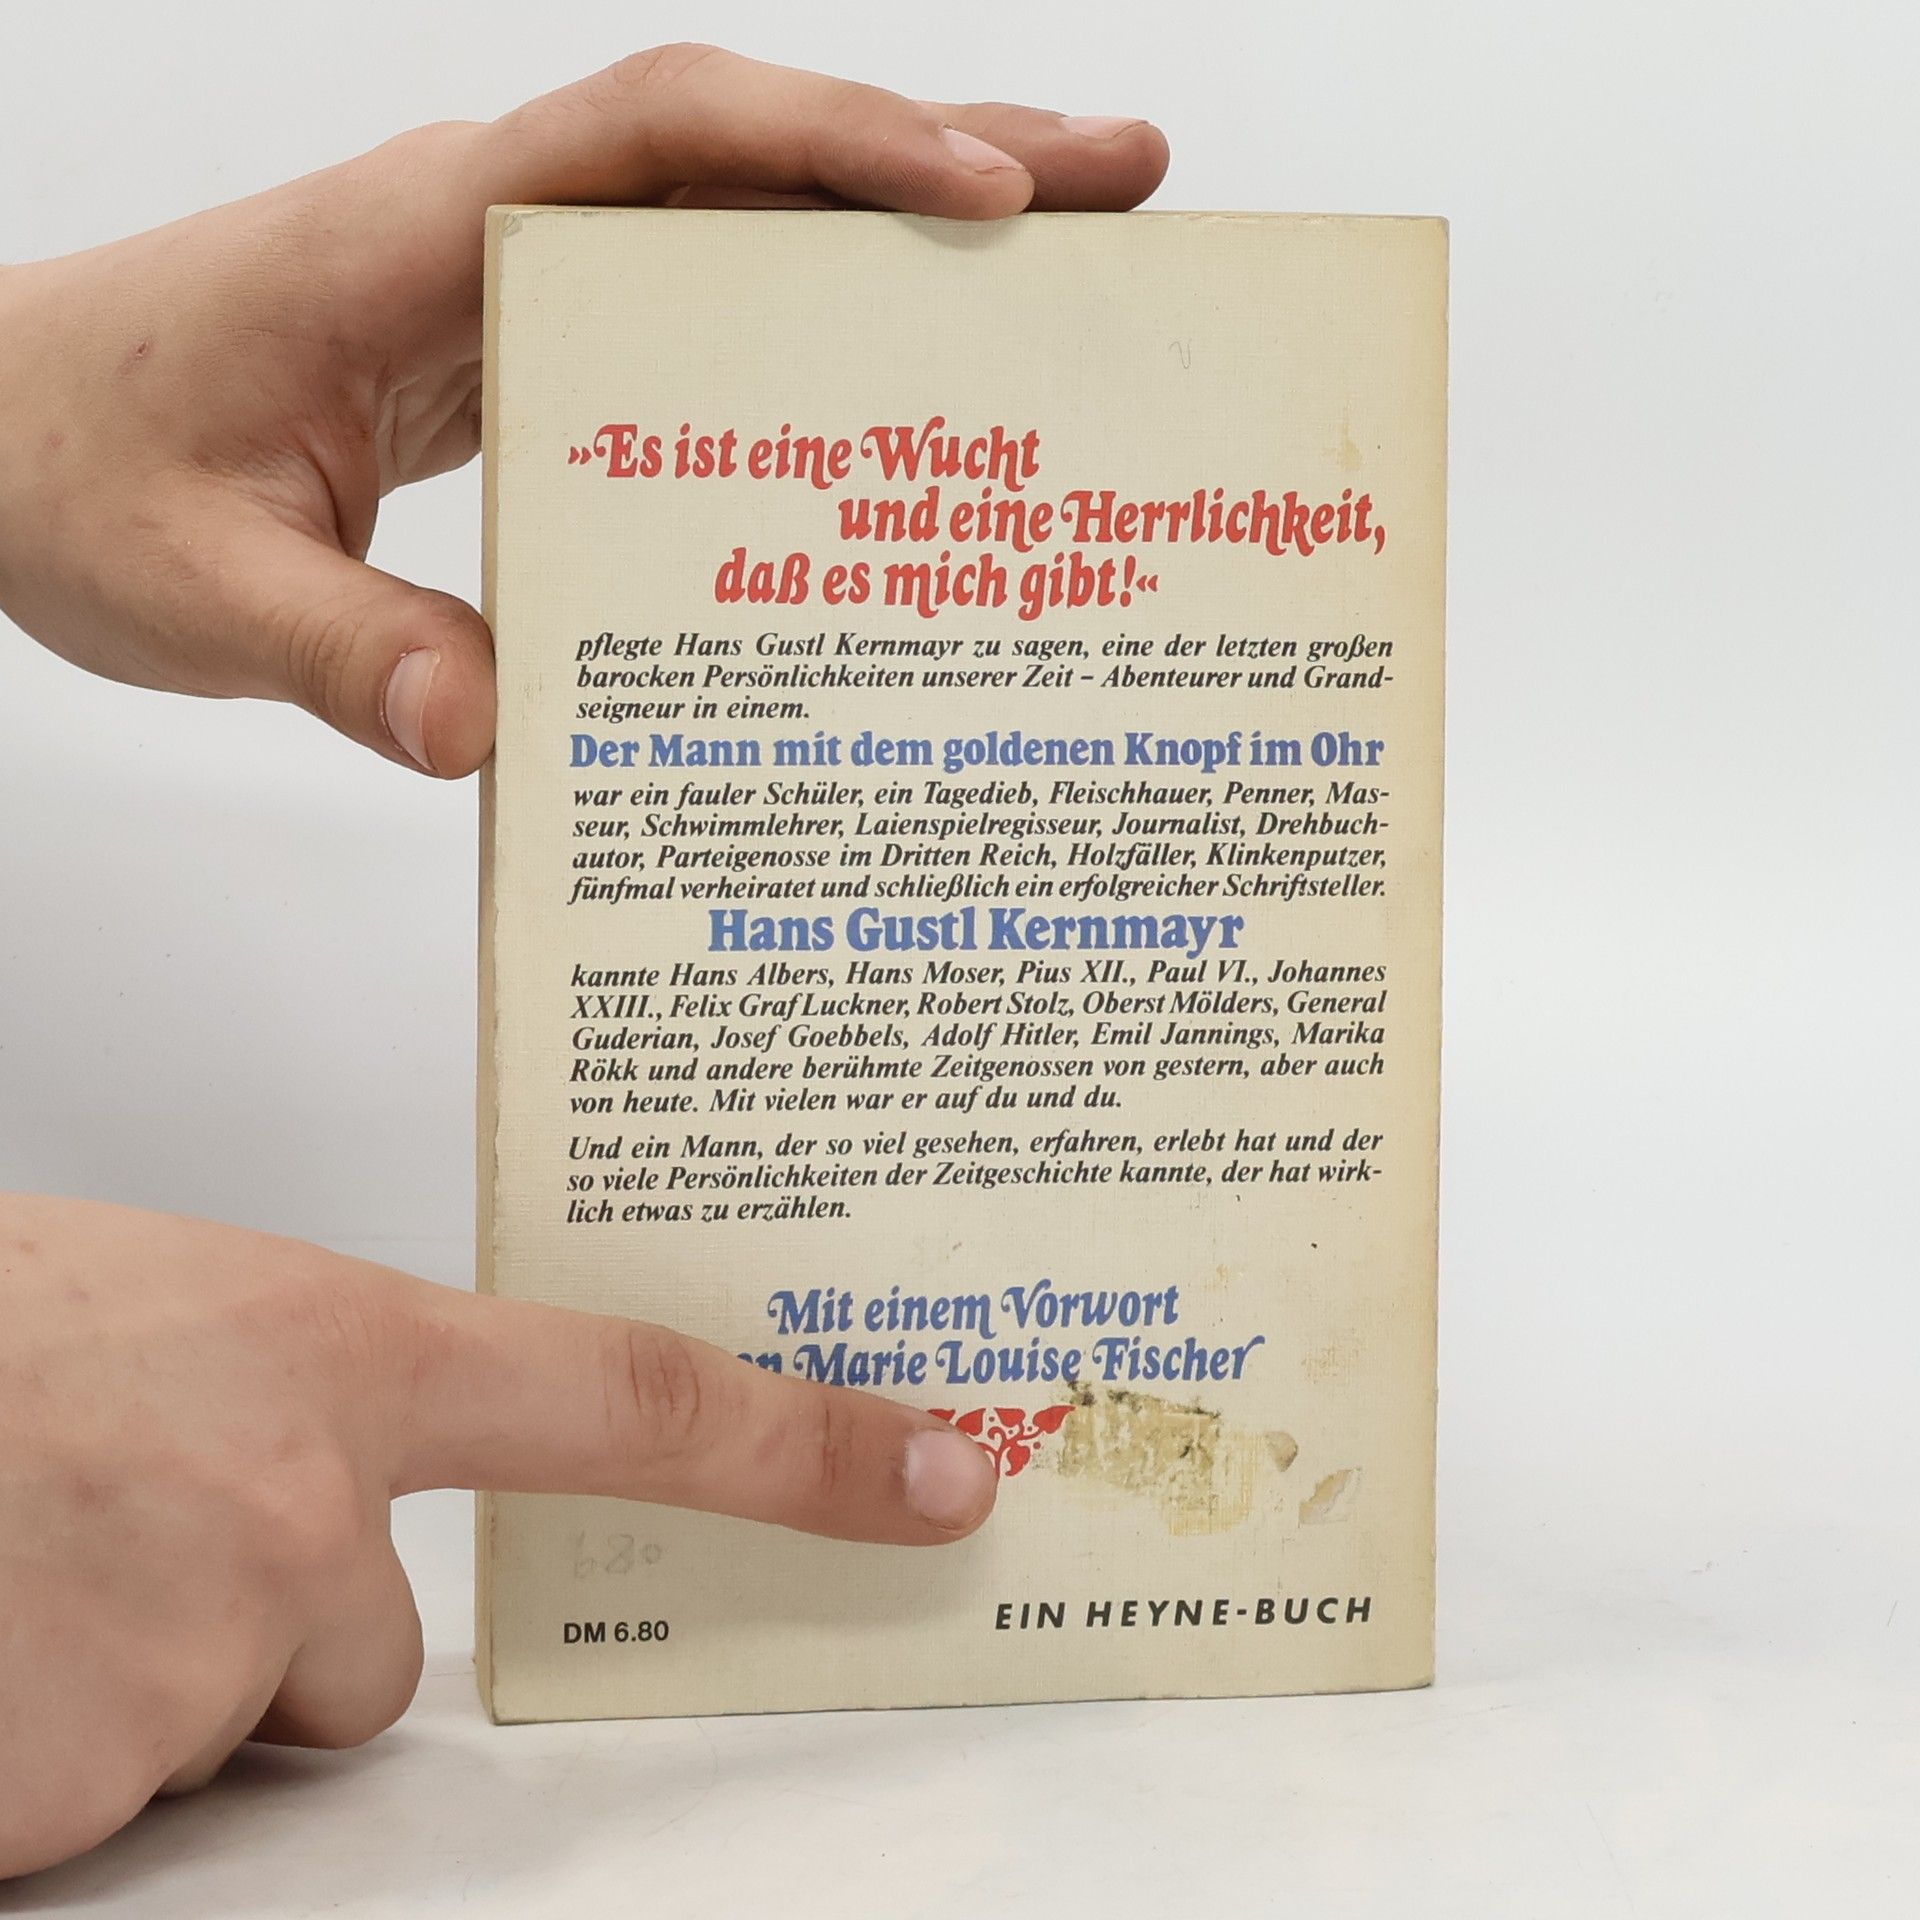 »Es ist eine Wucht
und eine Herrlichkeit,
daß es mich gibt!«
pflegte Hans Gustl Kernmayr zu sagen, eine der letzten großen
barocken Persönlichkeiten unserer Zeit – Abenteurer und Grand-
seigneur in einem.
Der Mann mit dem goldenen Knopf im Ohr
war ein fauler Schüler, ein Tagedieb, Fleischhauer, Penner, Mas-
seur, Schwimmlehrer, Laienspielregisseur, Journalist, Drehbuch-
autor, Parteigenosse im Dritten Reich, Holzfäller, Klinkenputzer,
fünfmal verheiratet und schließlich ein erfolgreicher Schriftsteller.
Hans Gustl Kernmayr
kannte Hans Albers, Hans Moser, Pius XII., Paul VI., Johannes
XXIII., Felix Graf Luckner, Robert Stolz, Oberst Mölders, General
Guderian, Josef Goebbels, Adolf Hitler, Emil Jannings, Marika
Rökk und andere berühmte Zeitgenossen von gestern, aber auch
von heute. Mit vielen war er auf du und du.
Und ein Mann, der so viel gesehen, erfahren, erlebt hat und der
so viele Persönlichkeiten der Zeitgeschichte kannte, der hat wirk-
lich etwas zu erzählen.
Mit einem Vorwort
Marie Louise Fischer
680
DM 6.80
EIN HEYNE-BUCH